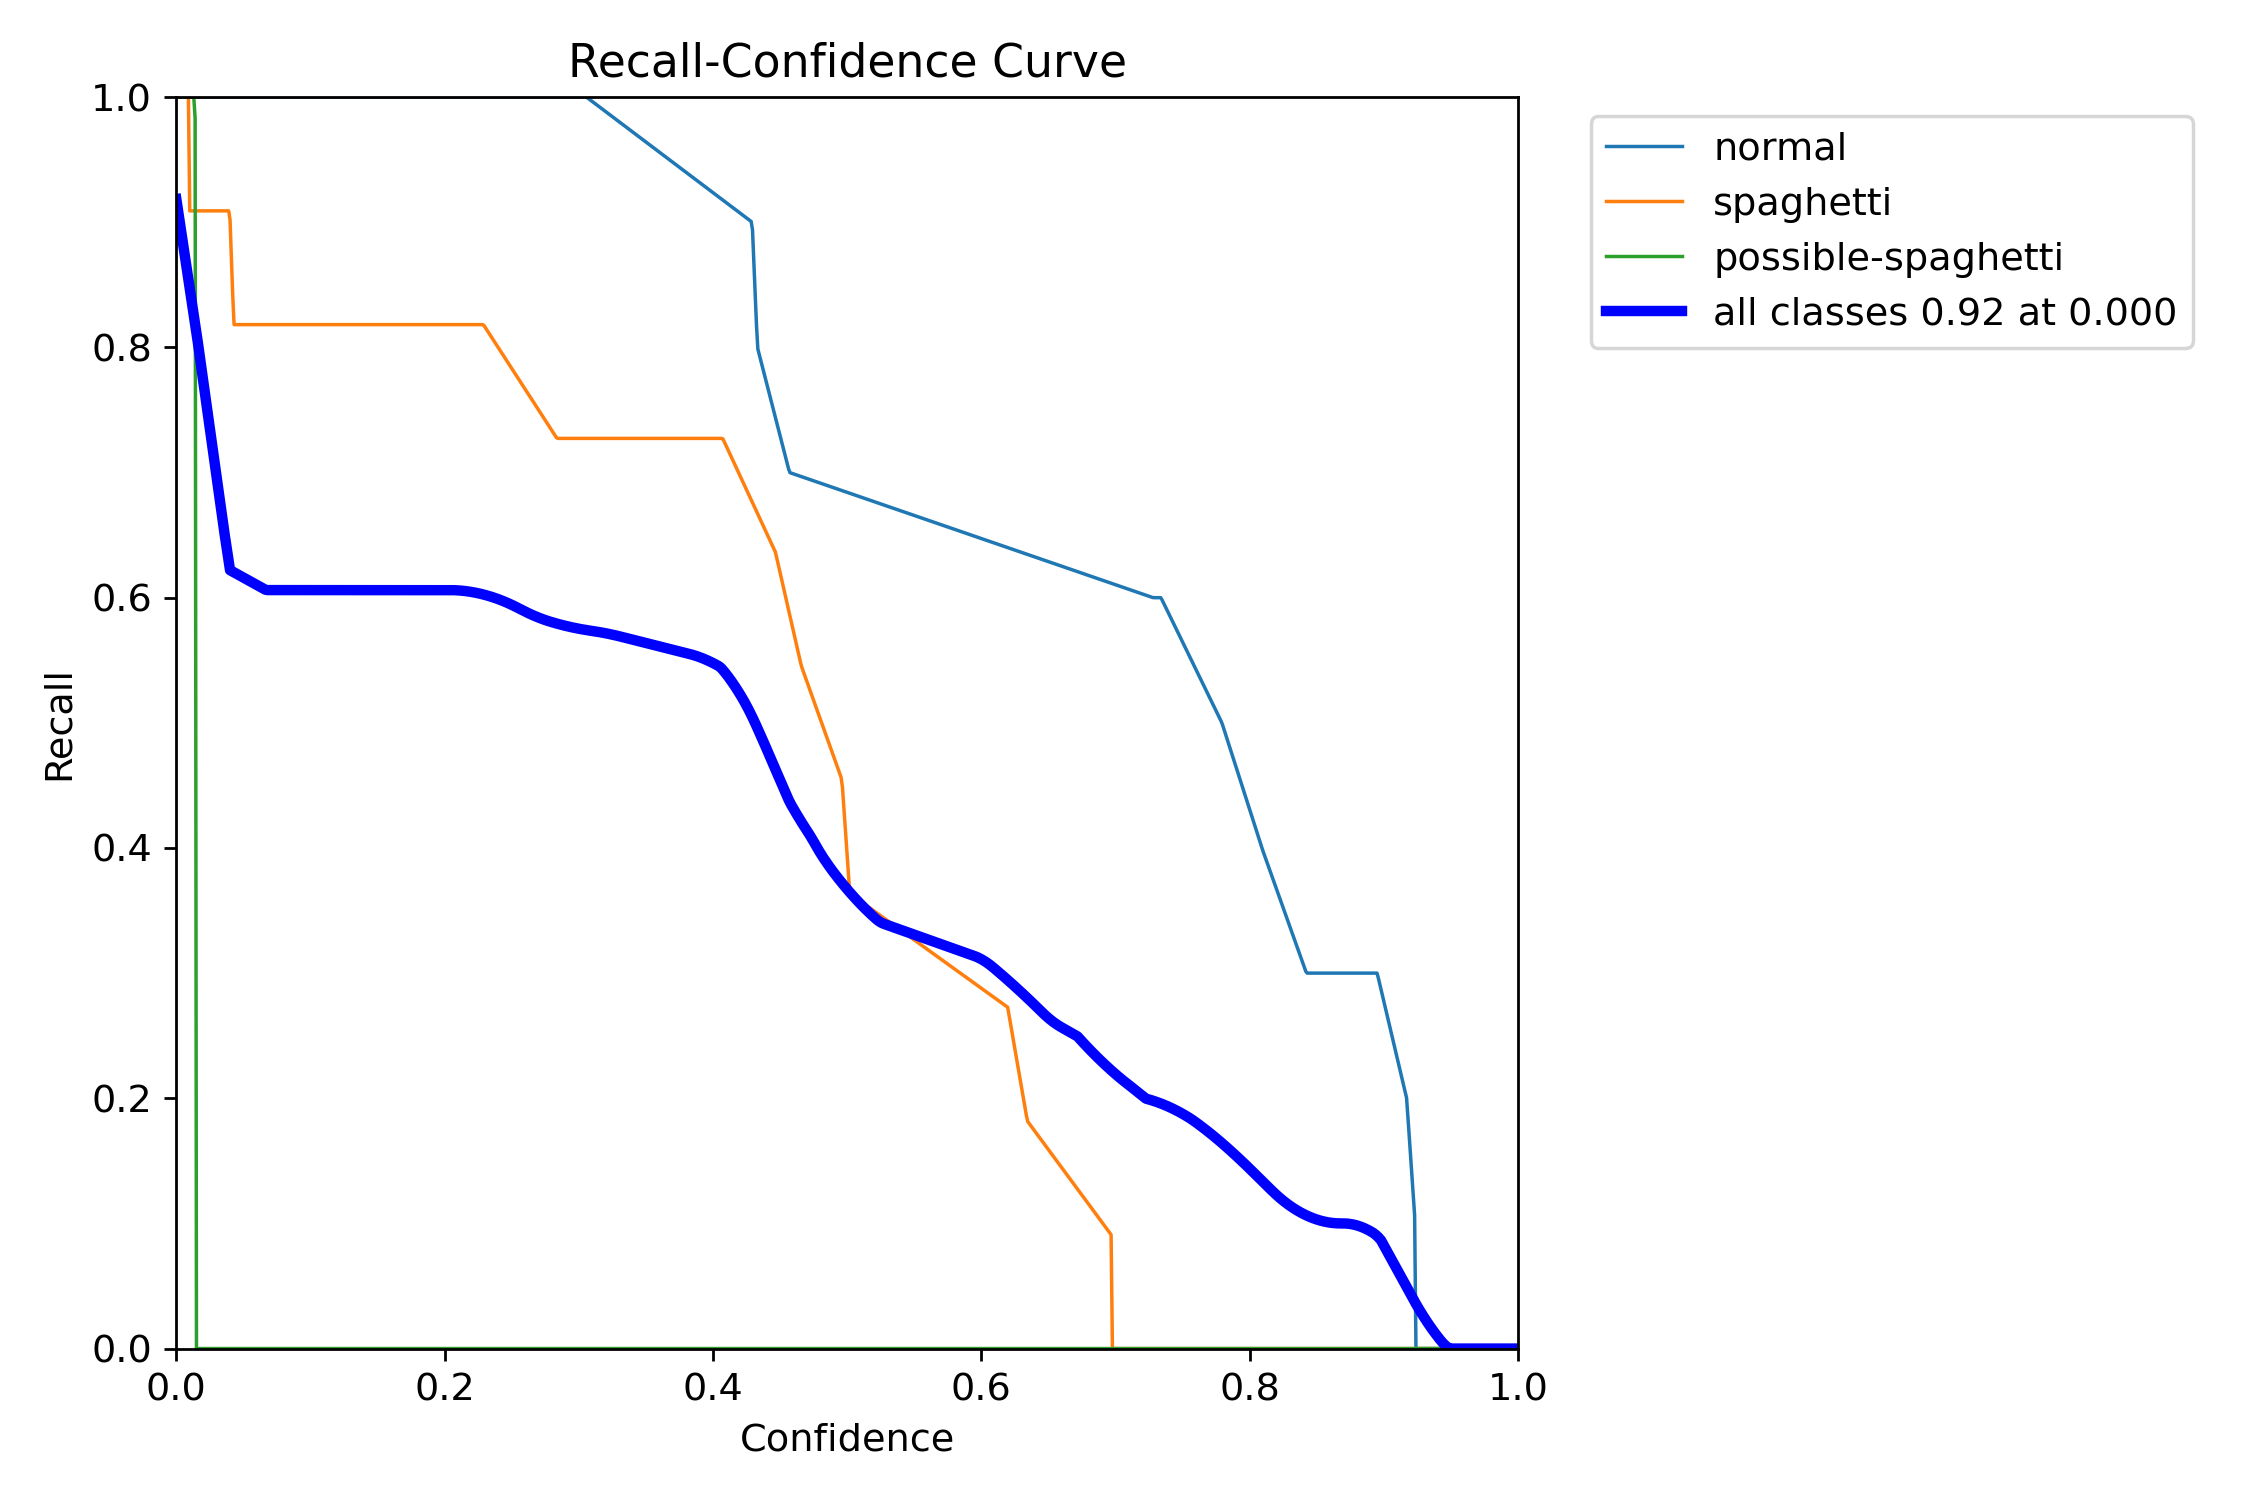 Recall-Confidence Curve
1.0
0.8
0.6
0.4
0.2
0.0
Recall
0.0 0.2 0.4 0.6 0.8 1.0
Confidence
normal
spaghetti
possible-spaghetti
all classes 0.92 at 0.000